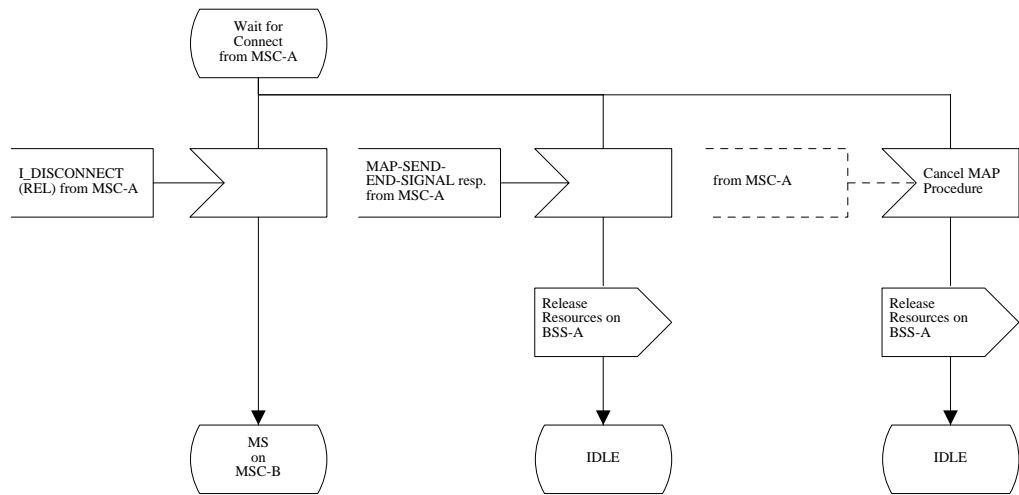 Wait for
Connect
from MSC-A
I_DISCONNECT
(REL) from MSC-A
MAP-SEND-
END-SIGNAL resp.
from MSC-A
from MSC-A
Cancel MAP
Procedure
Release
Resources on
BSS-A
Release
Resources on
BSS-A
MS
on
MSC-B
IDLE
IDLE